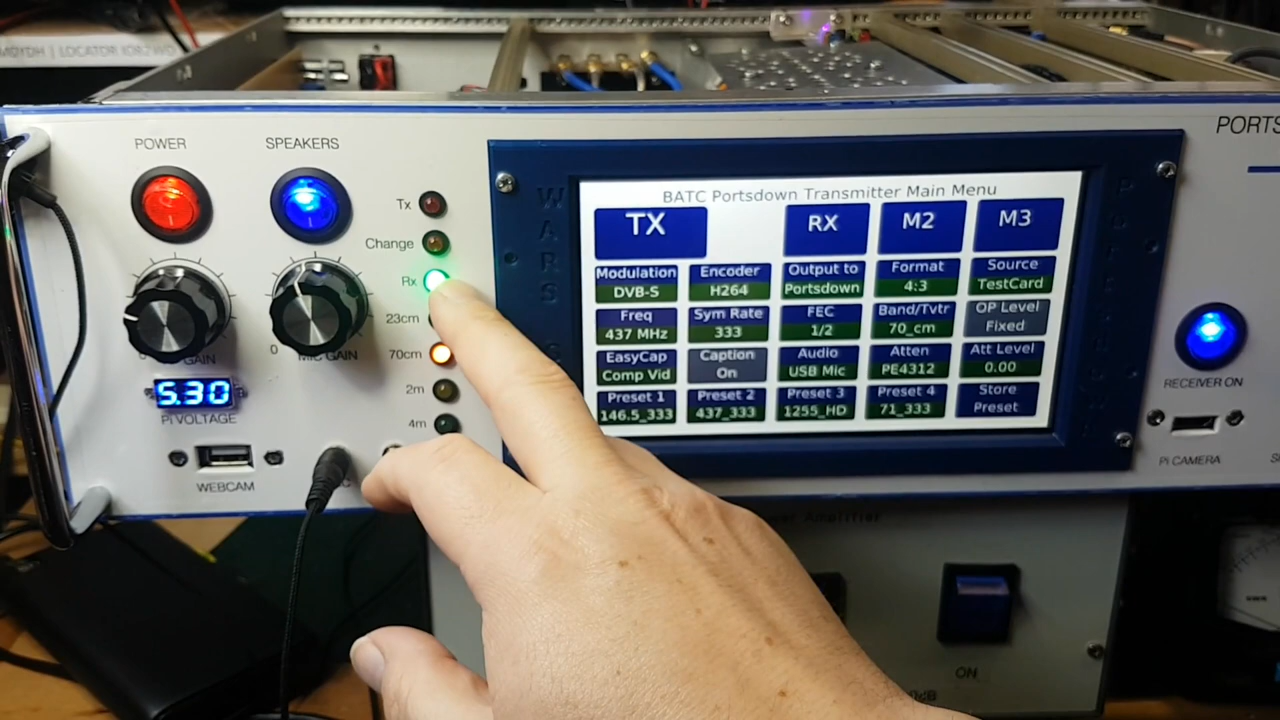 POWER
SPEAKERS
Tx
Change
Rx
23cm
70cm
2m
4m
0
GAIN
0
MIC GAIN
5.30
Pi VOLTAGE
WEBCAM
BATC Portsdown Transmitter Main Menu
TX
RX
M2
M3
Modulation
DVB-S
Encoder
H264
Output to
Portsdown
Format
4:3
Source
TestCard
Freq
437 MHz
Sym Rate
333
FEC
1/2
Band/Tvtr
70_cm
OP Level
Fixed
EasyCap
Comp Vid
Caption
On
Audio
USB Mic
Atten
PE4312
Att Level
0.00
Preset 1
146.5_333
Preset 2
437_333
Preset 3
1255_HD
Preset 4
71_333
Store
Preset
WARS
PORTS
RECEIVER ON
Pi CAMERA
Amplifier
ON